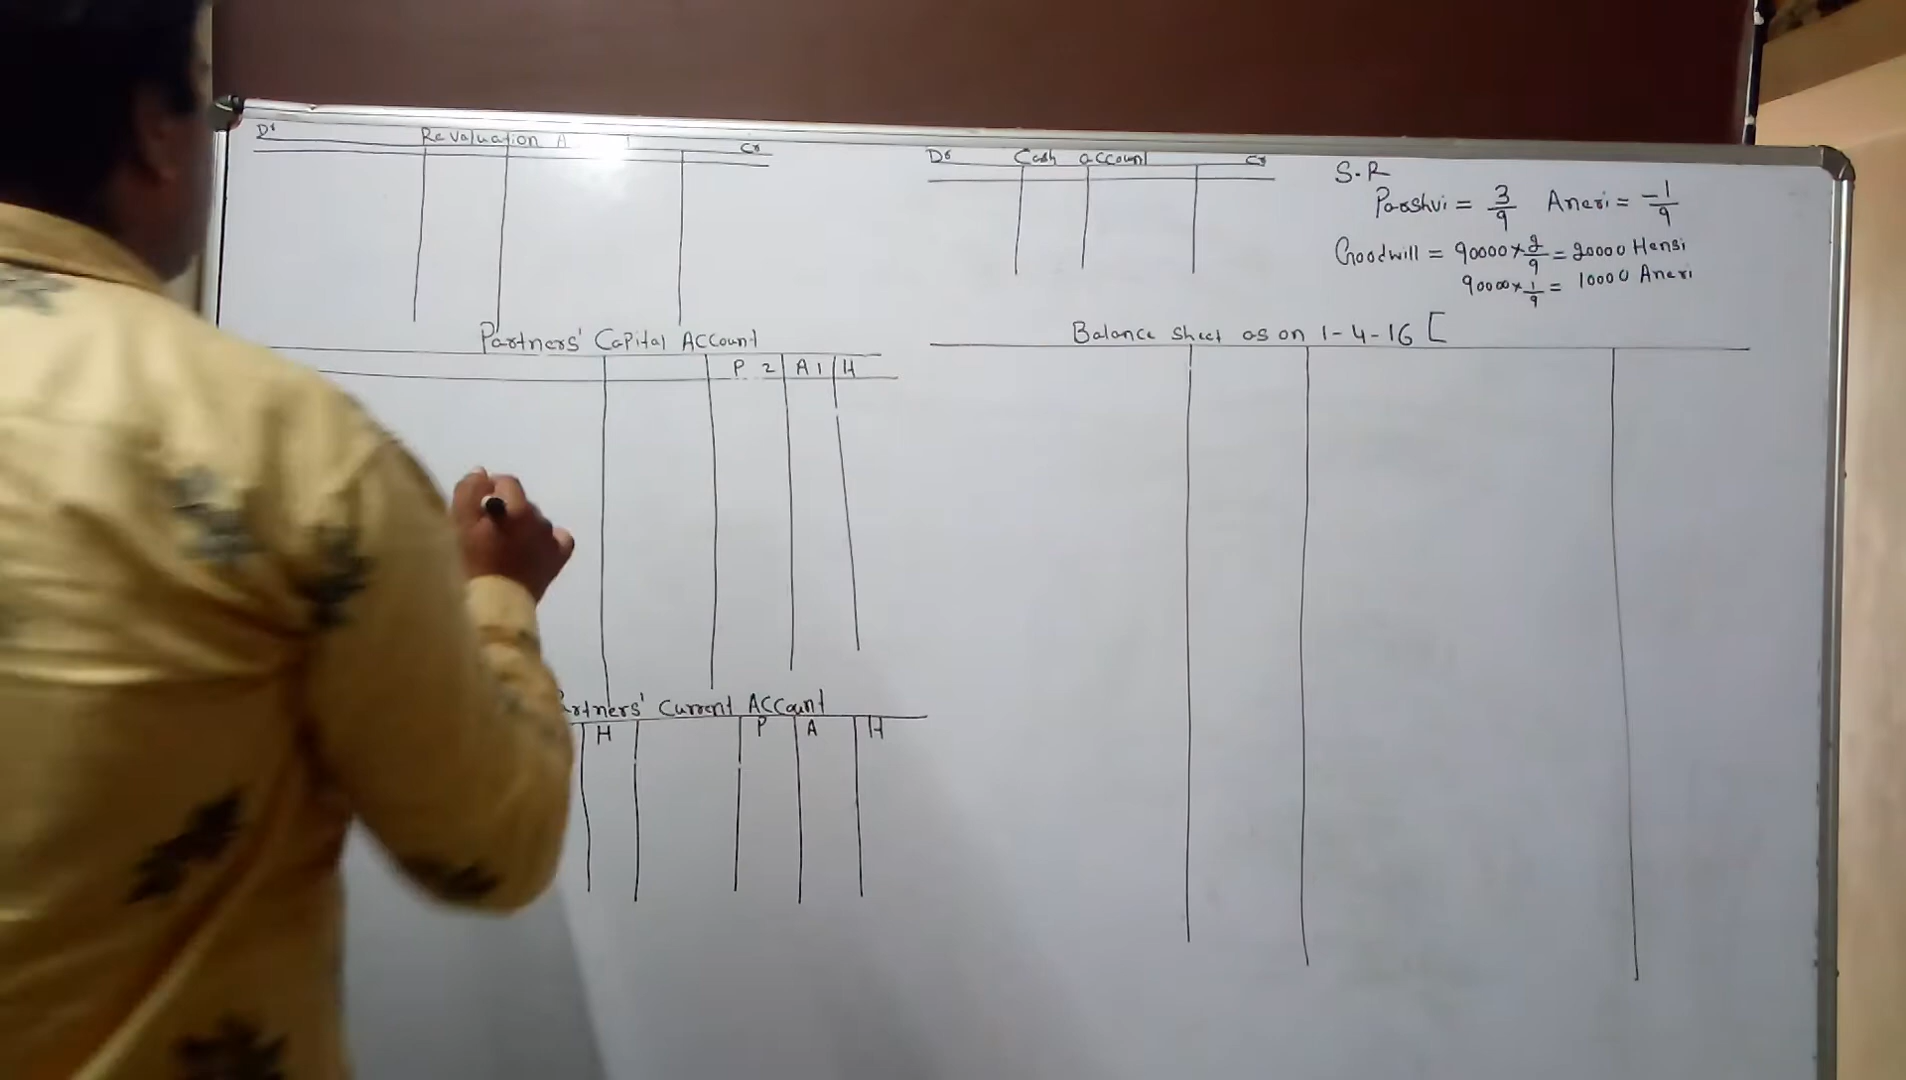 Dr Revaluation A Cr
Dr Cash account Cr
S.R
Parshvi = 3/9 Aneri = -1/9
Goodwill = 90000 × 2/9 = 20000 Hensi
90000 × 1/9 = 10000 Aneri
Partners' Capital Account
P 2 A 1 H
Balance sheet as on 1-4-16 [
rtners' Current Account
H P A H